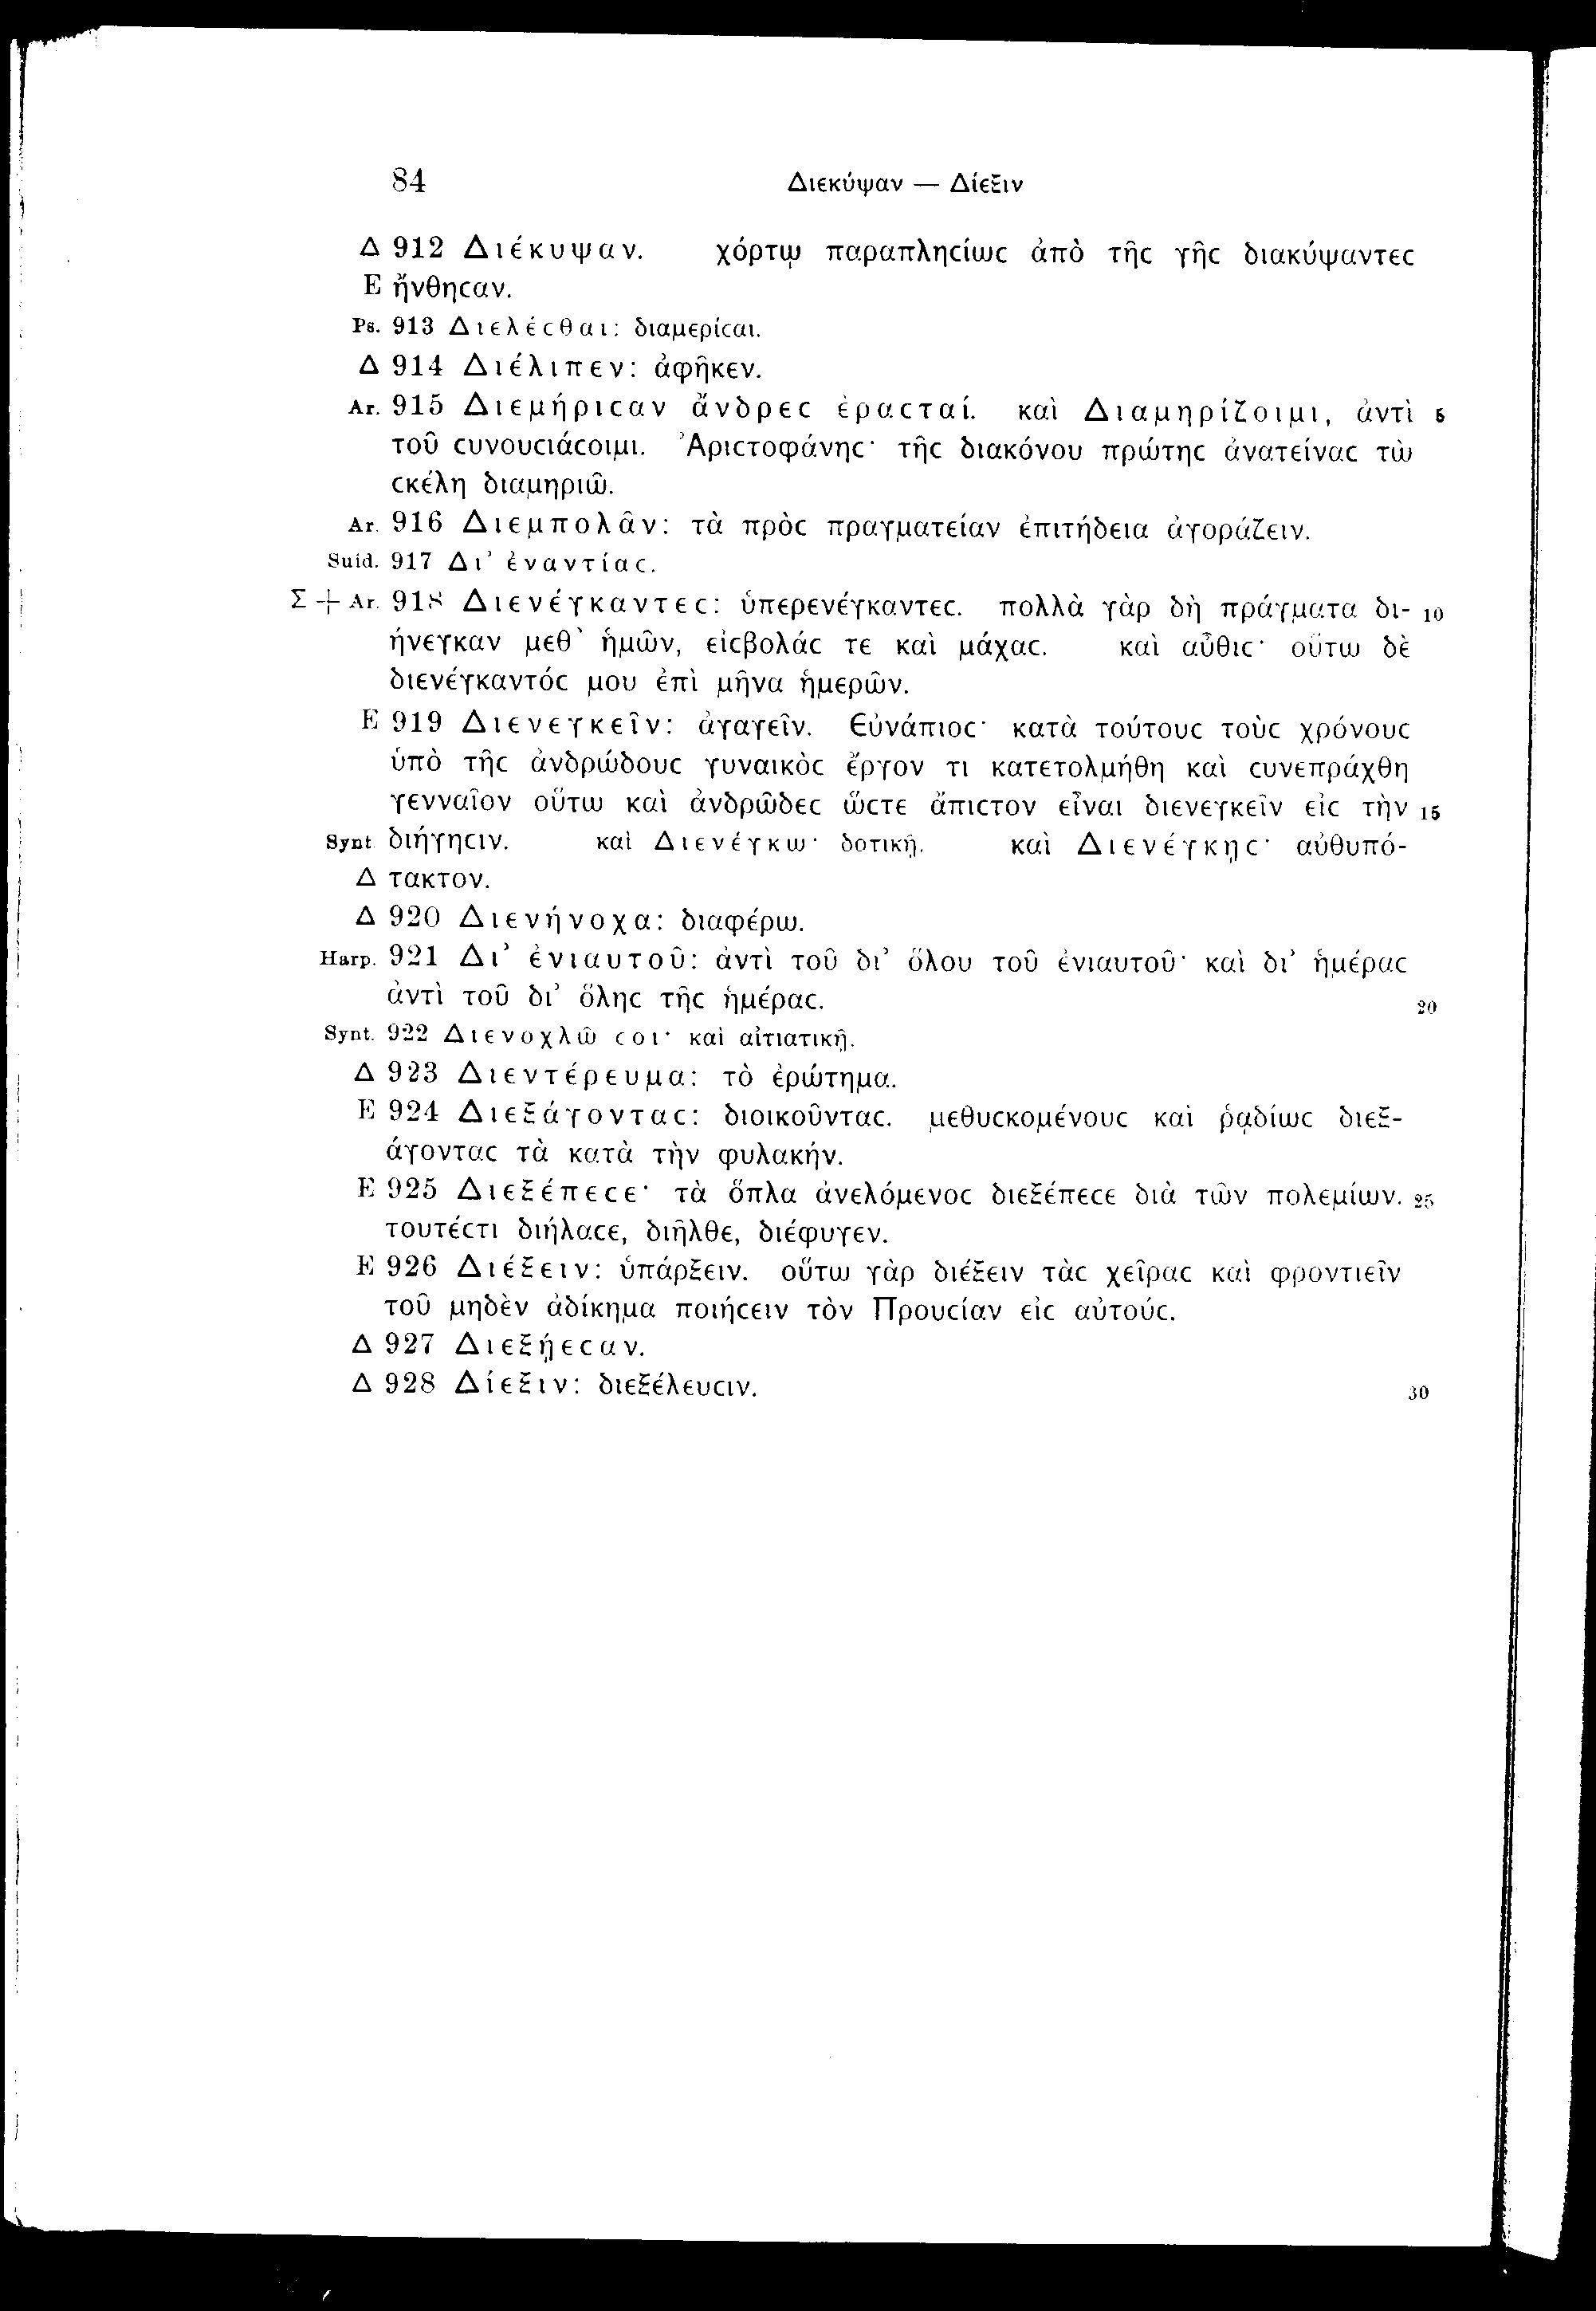 84 Διεκύψαν — Δίεξιν
Δ 912 Διέκυψαν. χόρτῳ παραπληϲίωϲ ἀπὸ τῆϲ γῆϲ διακύψαντεϲ
E ἤνθηϲαν.
Ps. 913 Διελέϲθαι: διαμερίϲαι.
Δ 914 Διέλιπεν: ἀφῆκεν.
Ar. 915 Διεμήριϲαν ἄνδρεϲ ἐραϲταί. καὶ Διαμηρίζοιμι, ἀντὶ 5
τοῦ ϲυνουϲιάϲοιμι. Ἀριϲτοφάνηϲ· τῆϲ διακόνου πρώτηϲ ἀνατείναϲ τὼ
ϲκέλη διαμηριῶ.
Ar. 916 Διεμπολᾶν: τὰ πρὸϲ πραγματείαν ἐπιτήδεια ἀγοράζειν.
Suid. 917 Δι’ ἐναντίαϲ.
Σ + Ar. 918 Διενέγκαντεϲ: ὑπερενέγκαντεϲ. πολλὰ γὰρ δὴ πράγματα δι- 10
ήνεγκαν μεθ’ ἡμῶν, εἰϲβολάϲ τε καὶ μάχαϲ. καὶ αὖθιϲ· οὕτω δὲ
διενέγκαντόϲ μου ἐπὶ μῆνα ἡμερῶν.
E 919 Διενεγκεῖν: ἀγαγεῖν. Εὐνάπιοϲ· κατὰ τούτουϲ τοὺϲ χρόνουϲ
ὑπὸ τῆϲ ἀνδρώδουϲ γυναικὸϲ ἔργον τι κατετολμήθη καὶ ϲυνεπράχθη
γενναῖον οὕτω καὶ ἀνδρῶδεϲ ὥϲτε ἄπιϲτον εἶναι διενεγκεῖν εἰϲ τὴν 15
Synt. διήγηϲιν. καὶ Διενέγκω· δοτικῇ. καὶ Διενέγκῃϲ· αὐθυπό-
Δ τακτον.
Δ 920 Διενήνοχα: διαφέρω.
Harp. 921 Δι’ ἐνιαυτοῦ: ἀντὶ τοῦ δι’ ὅλου τοῦ ἐνιαυτοῦ· καὶ δι’ ἡμέραϲ
ἀντὶ τοῦ δι’ ὅληϲ τῆϲ ἡμέραϲ. 20
Synt. 922 Διενοχλῶ ϲοι· καὶ αἰτιατικῇ.
Δ 923 Διεντέρευμα: τὸ ἐρώτημα.
E 924 Διεξάγονταϲ: διοικοῦνταϲ. μεθυϲκομένουϲ καὶ ῥᾳδίωϲ διεξ-
άγονταϲ τὰ κατὰ τὴν φυλακήν.
E 925 Διεξέπεϲε· τὰ ὅπλα ἀνελόμενοϲ διεξέπεϲε διὰ τῶν πολεμίων. 25
τουτέϲτι διήλαϲε, διῆλθε, διέφυγεν.
E 926 Διέξειν: ὑπάρξειν. οὕτω γὰρ διέξειν τὰϲ χεῖραϲ καὶ φροντιεῖν
τοῦ μηδὲν ἀδίκημα ποιήϲειν τὸν Προυϲίαν εἰϲ αὐτούϲ.
Δ 927 Διεξῄεϲαν.
Δ 928 Δίεξιν: διεξέλευϲιν. 30